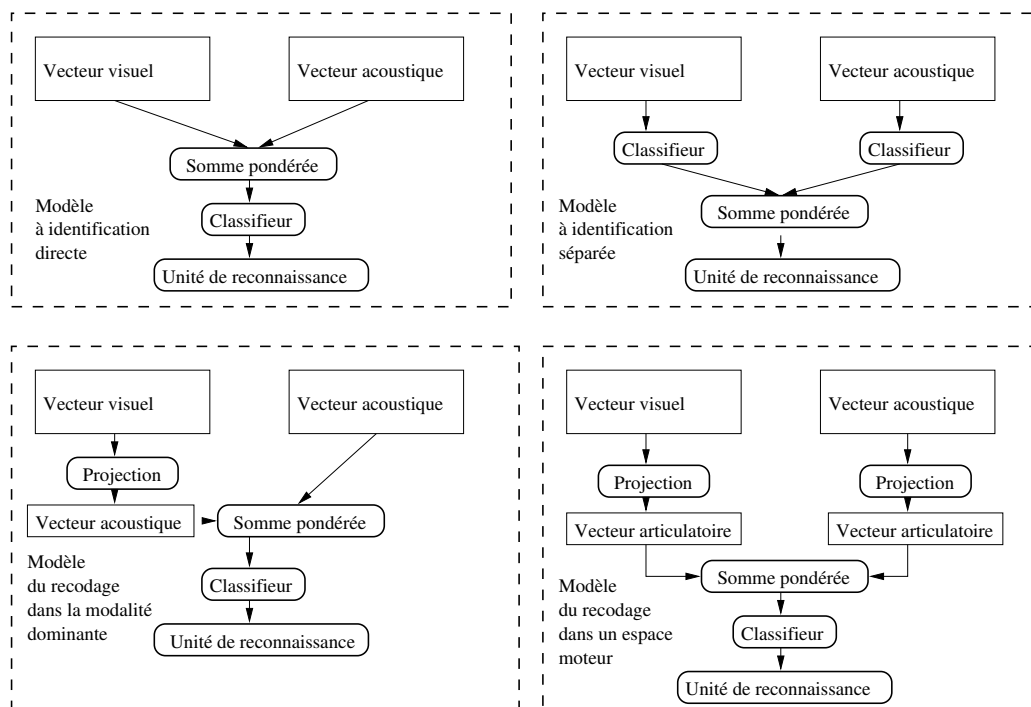 Vecteur visuel
Vecteur acoustique
Somme pondérée
Modèle
à identification
directe
Classifieur
Unité de reconnaissance
Vecteur visuel
Vecteur acoustique
Classifieur
Classifieur
Modèle
à identification
séparée
Somme pondérée
Unité de reconnaissance
Vecteur visuel
Vecteur acoustique
Projection
Vecteur acoustique
Somme pondérée
Modèle
du recodage
dans la modalité
dominante
Classifieur
Unité de reconnaissance
Vecteur visuel
Vecteur acoustique
Projection
Projection
Vecteur articulatoire
Vecteur articulatoire
Somme pondérée
Modèle
du recodage
dans un espace
moteur
Classifieur
Unité de reconnaissance